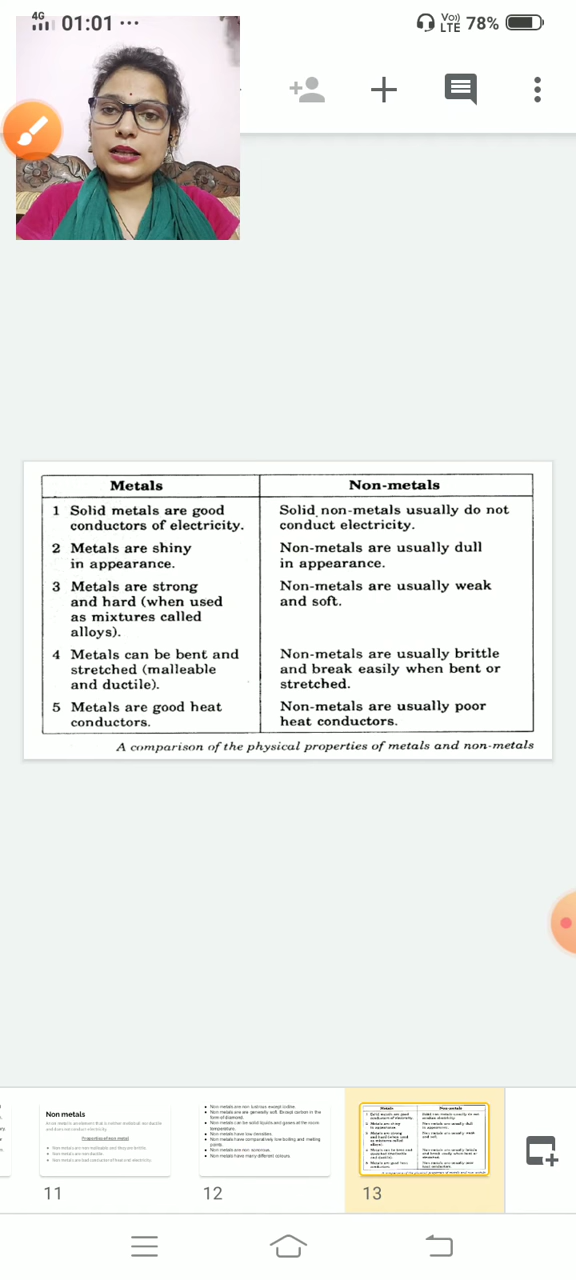 4G 01:01 ... Vo)) LTE 78%
Metals Non-metals
1 Solid metals are good Solid non-metals usually do not
conductors of electricity. conduct electricity.
2 Metals are shiny Non-metals are usually dull
in appearance. in appearance.
3 Metals are strong Non-metals are usually weak
and hard (when used and soft.
as mixtures called
alloys).
4 Metals can be bent and Non-metals are usually brittle
stretched (malleable and break easily when bent or
and ductile). stretched.
5 Metals are good heat Non-metals are usually poor
conductors. heat conductors.
A comparison of the physical properties of metals and non-metals
Non metals
Properties of non metal
11
12
13